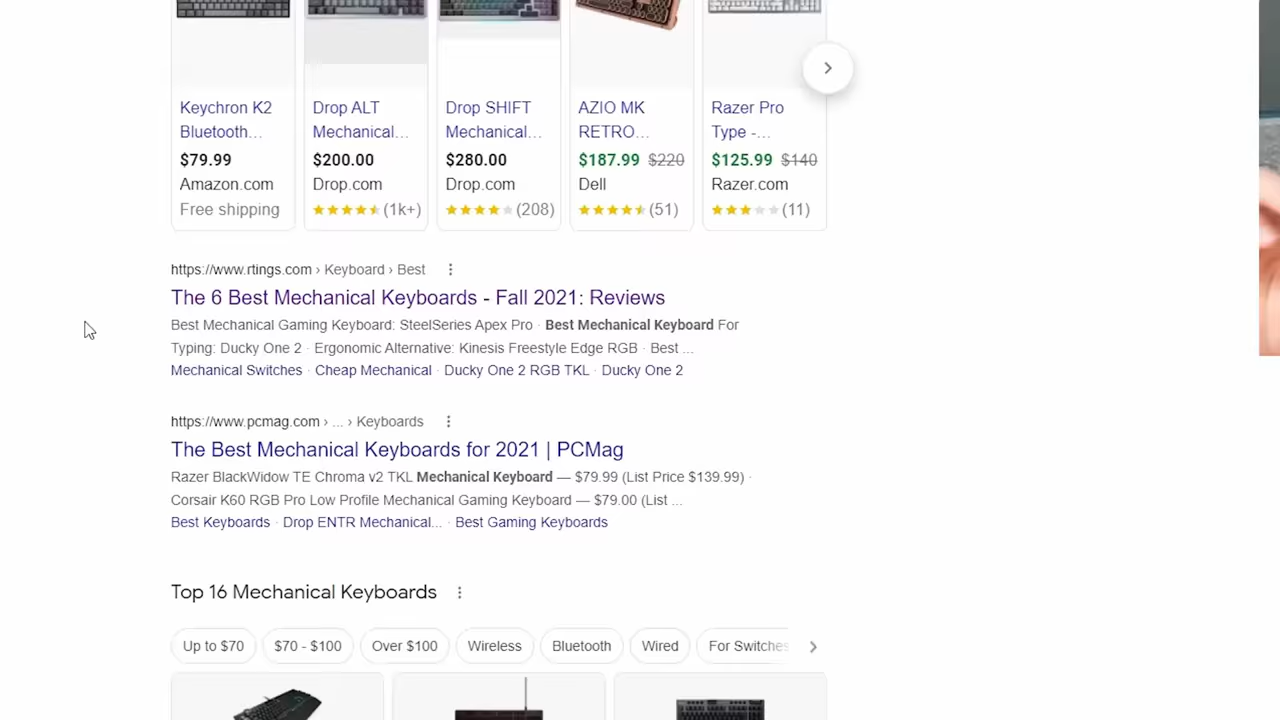 Keychron K2
Bluetooth...
$79.99
Amazon.com
Free shipping
Drop ALT
Mechanical...
$200.00
Drop.com
(1k+)
Drop SHIFT
Mechanical...
$280.00
Drop.com
(208)
AZIO MK
RETRO...
$187.99 $220
Dell
(51)
Razer Pro
Type -...
$125.99 $140
Razer.com
(11)
https://www.rtings.com › Keyboard › Best
The 6 Best Mechanical Keyboards - Fall 2021: Reviews
Best Mechanical Gaming Keyboard: SteelSeries Apex Pro · Best Mechanical Keyboard For
Typing: Ducky One 2 · Ergonomic Alternative: Kinesis Freestyle Edge RGB · Best ...
Mechanical Switches · Cheap Mechanical · Ducky One 2 RGB TKL · Ducky One 2
https://www.pcmag.com › ... › Keyboards
The Best Mechanical Keyboards for 2021 | PCMag
Razer BlackWidow TE Chroma v2 TKL Mechanical Keyboard — $79.99 (List Price $139.99) ·
Corsair K60 RGB Pro Low Profile Mechanical Gaming Keyboard — $79.00 (List ...
Best Keyboards · Drop ENTR Mechanical... · Best Gaming Keyboards
Top 16 Mechanical Keyboards
Up to $70
$70 - $100
Over $100
Wireless
Bluetooth
Wired
For Switches